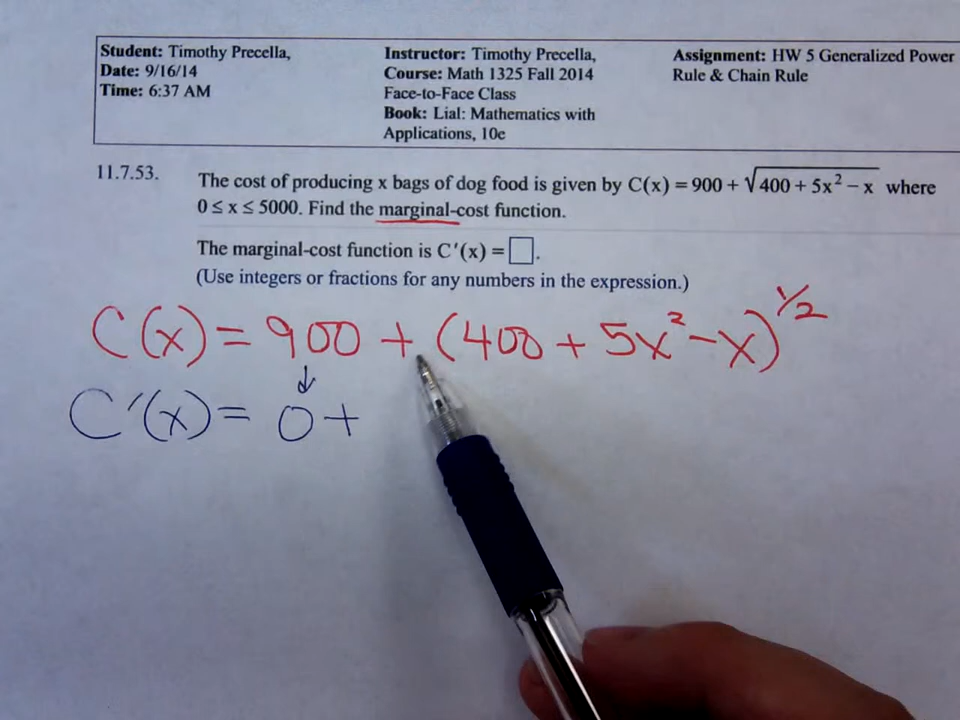 Student: Timothy Precella,
Date: 9/16/14
Time: 6:37 AM
Instructor: Timothy Precella,
Course: Math 1325 Fall 2014
Face-to-Face Class
Book: Lial: Mathematics with
Applications, 10e
Assignment: HW 5 Generalized Power
Rule & Chain Rule
11.7.53.
The cost of producing x bags of dog food is given by C(x) = 900 + √400 + 5x² − x where
0 ≤ x ≤ 5000. Find the marginal-cost function.
The marginal-cost function is C′(x) = □.
(Use integers or fractions for any numbers in the expression.)
C(x) = 900 + (400 + 5x² − x)^1/2
C′(x) = 0 +